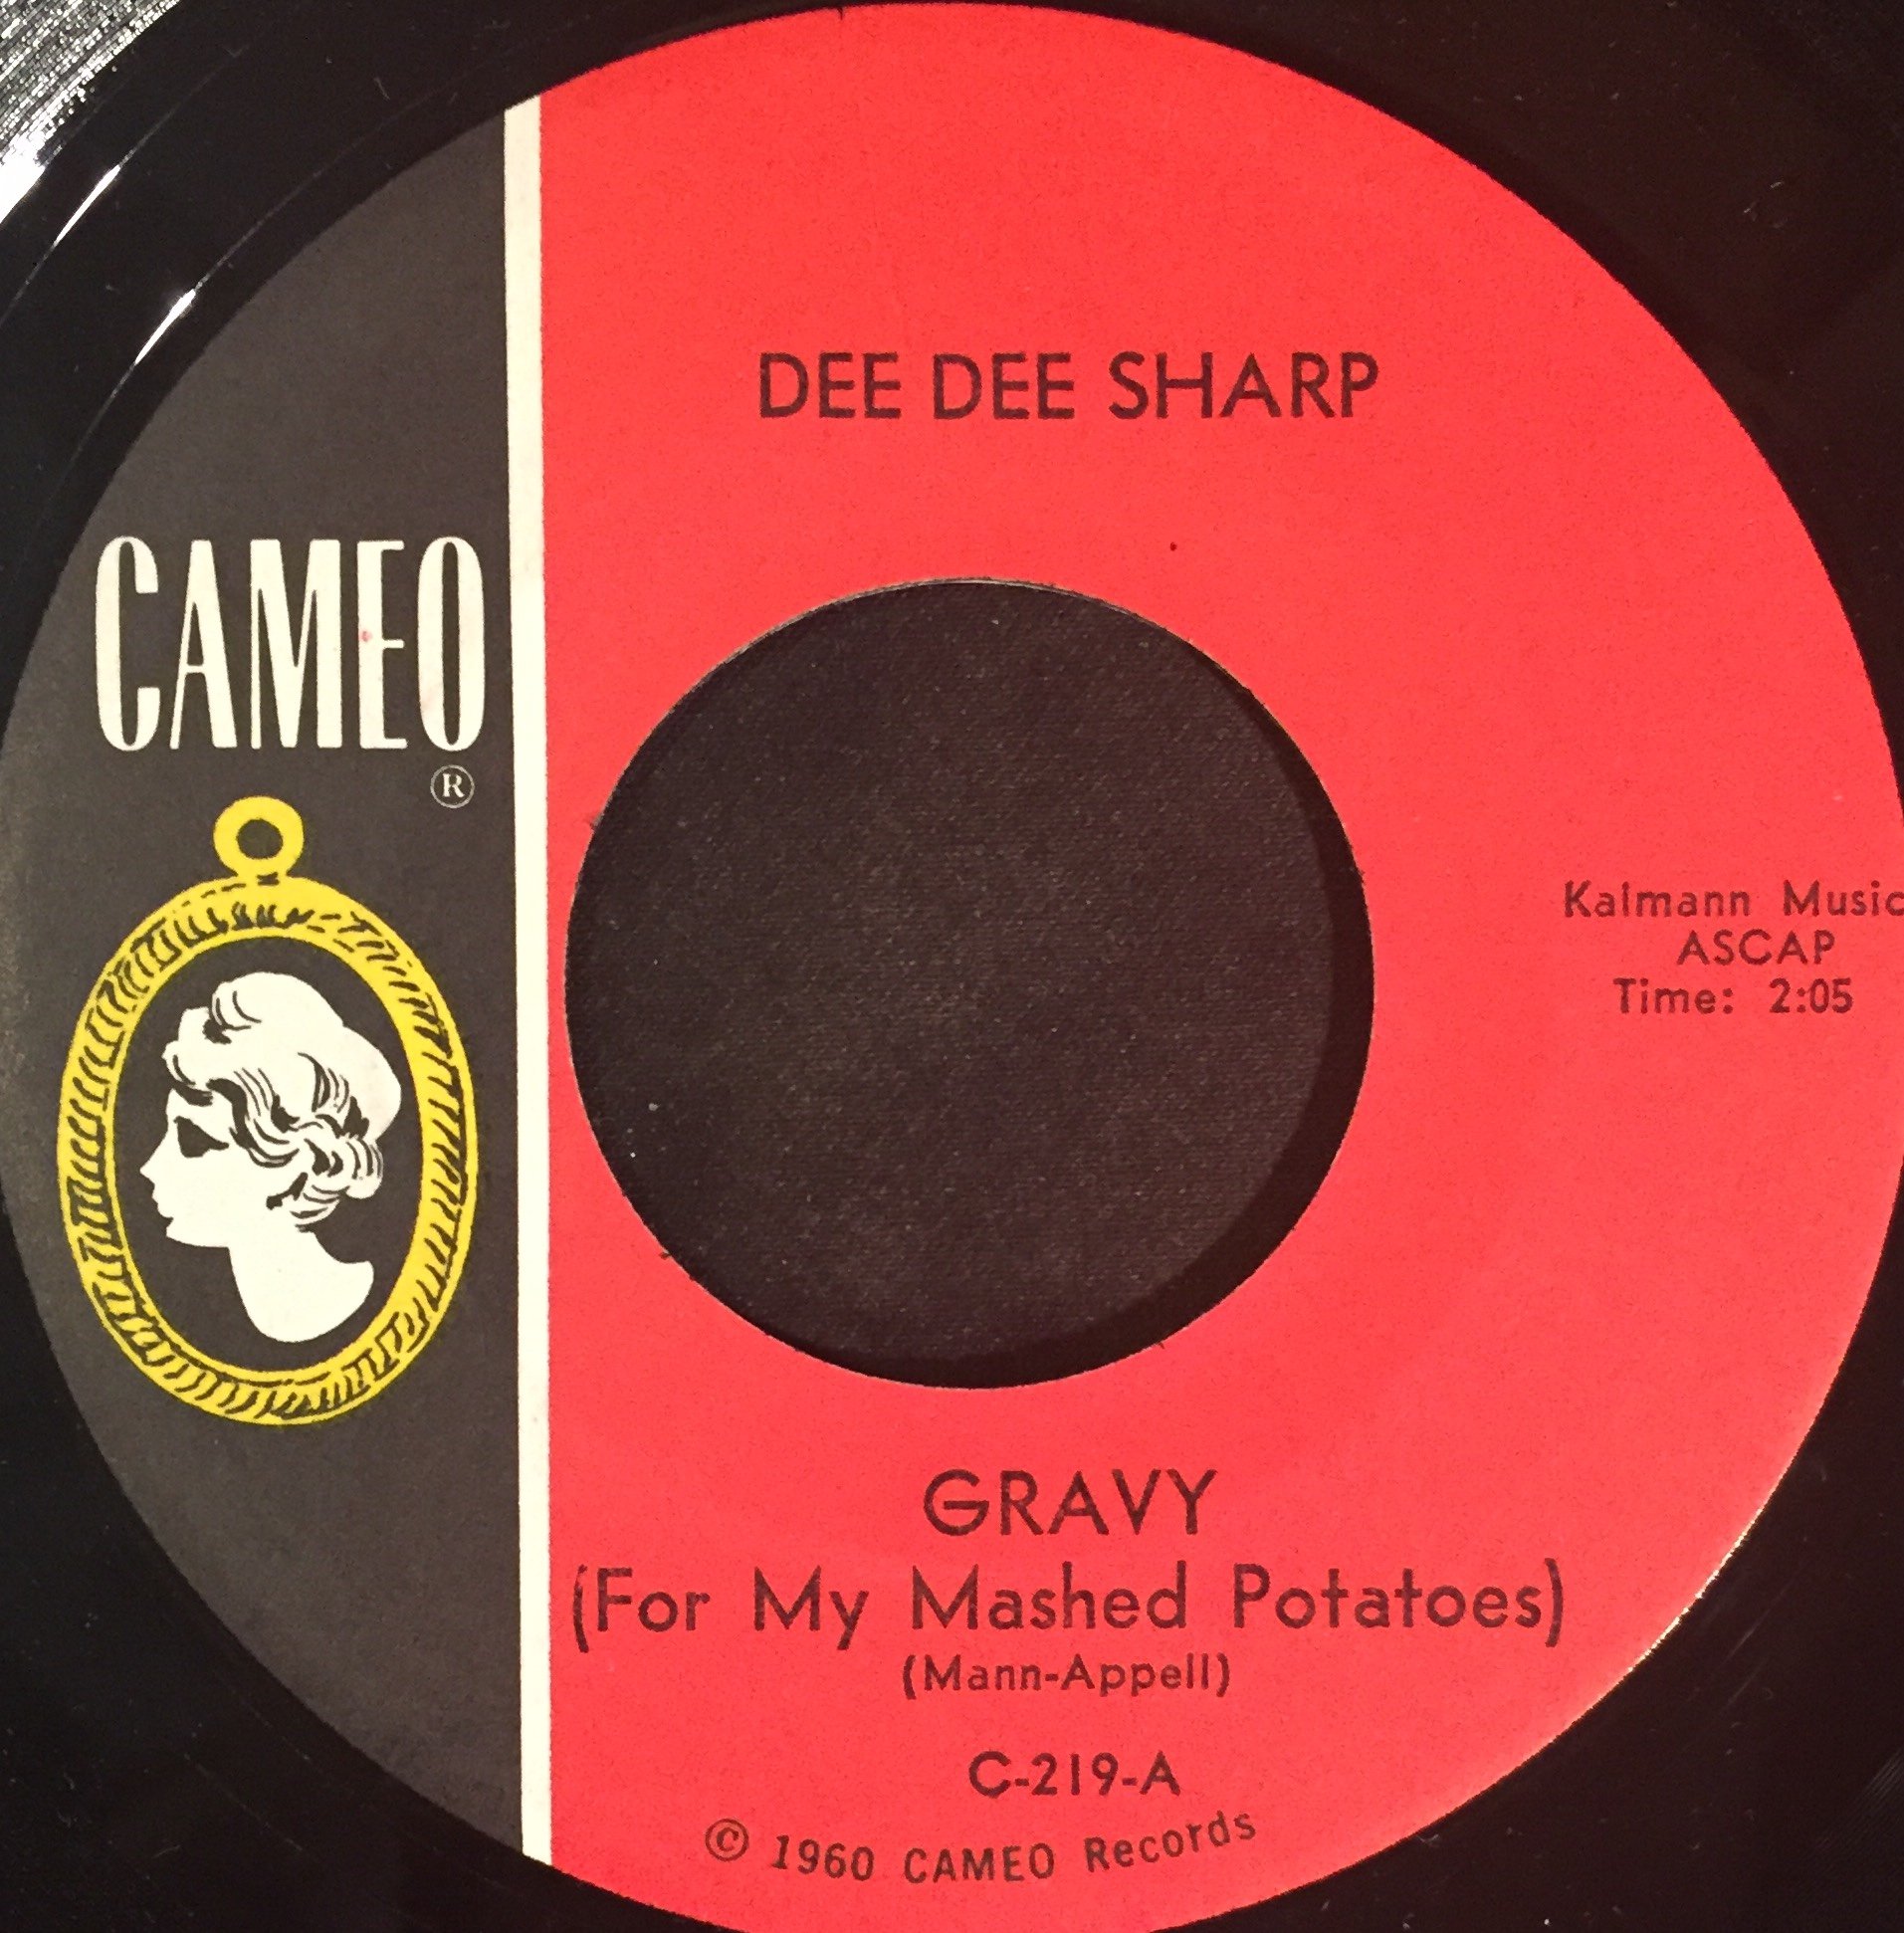 DEE DEE SHARP
CAMEO
®
Kalmann Music
ASCAP
Time: 2:05
GRAVY
(For My Mashed Potatoes)
(Mann-Appell)
C-219-A
© 1960 CAMEO Records